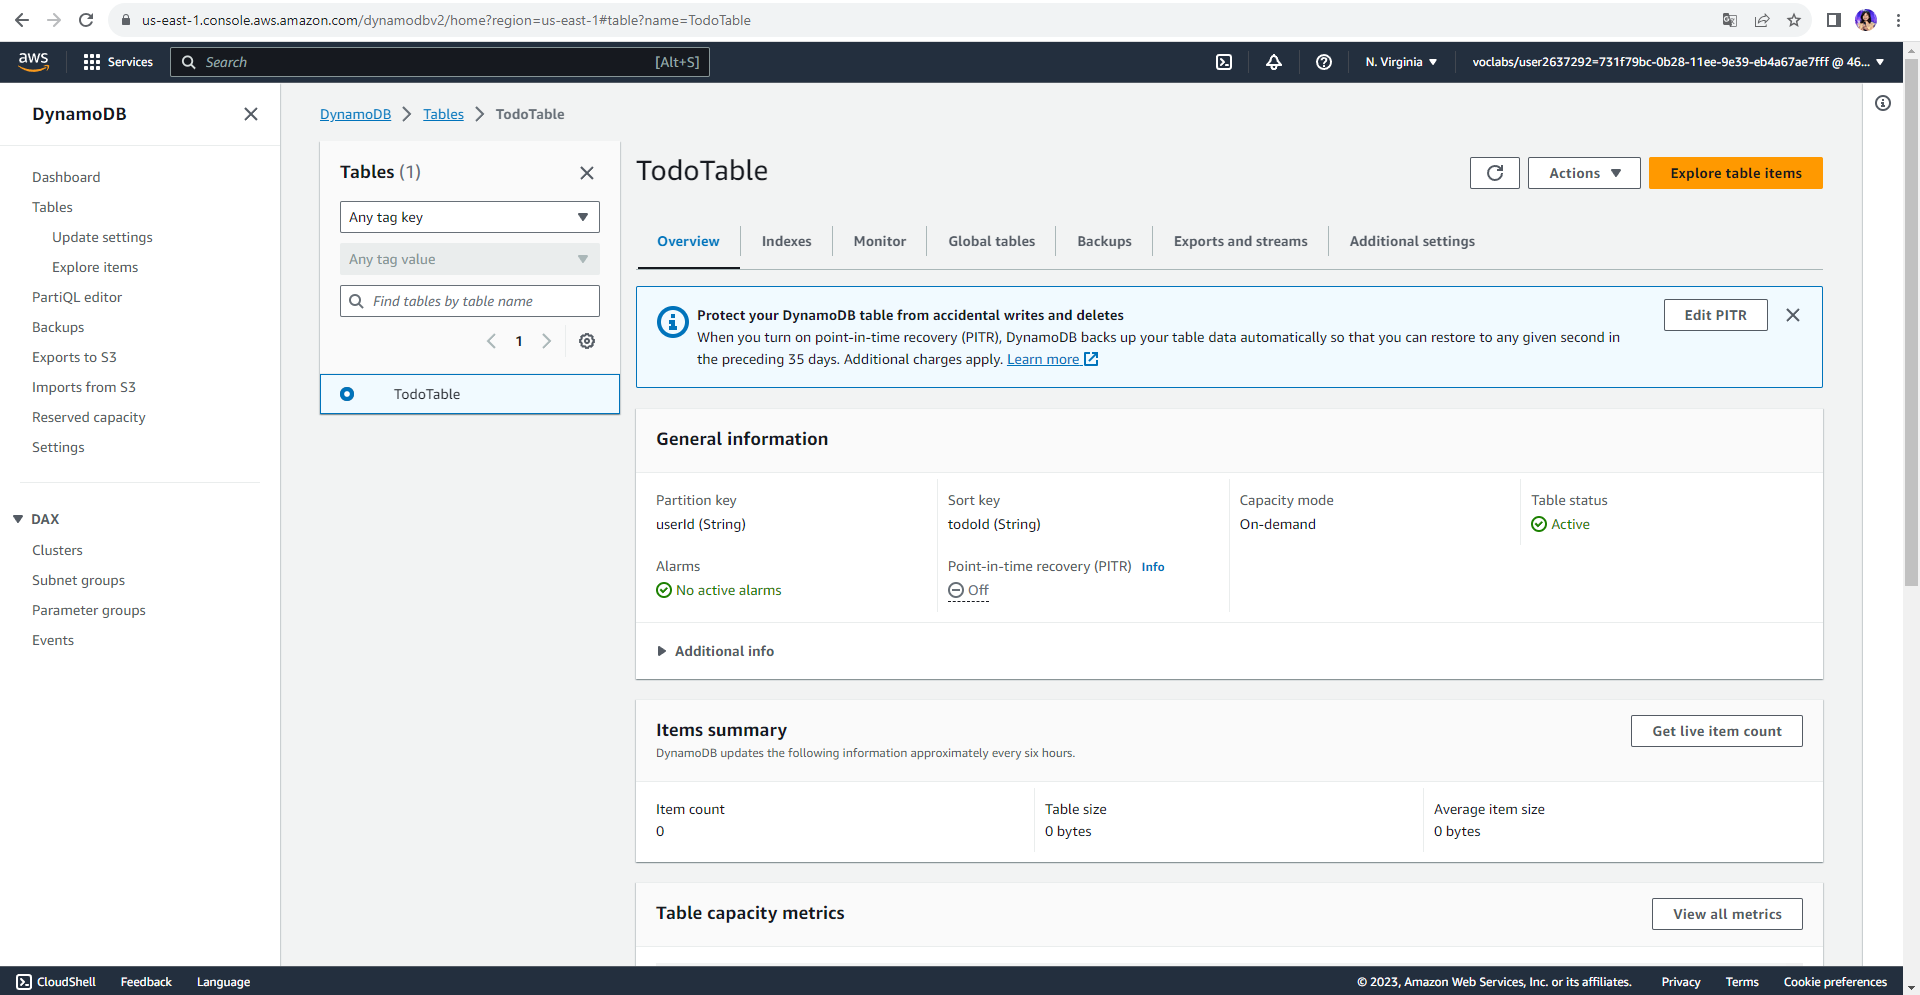 us-east-1.console.aws.amazon.com/dynamodbv2/home?region=us-east-1#table?name=TodoTable
aws
Services
Search
[Alt+S]
N. Virginia
voclabs/user2637292=731f79bc-0b28-11ee-9e39-eb4a67ae7fff @ 46...
DynamoDB
Dashboard
Tables
Update settings
Explore items
PartiQL editor
Backups
Exports to S3
Imports from S3
Reserved capacity
Settings
DAX
Clusters
Subnet groups
Parameter groups
Events
DynamoDB
Tables
TodoTable
Tables (1)
Any tag key
Any tag value
Find tables by table name
1
TodoTable
TodoTable
Actions
Explore table items
Overview
Indexes
Monitor
Global tables
Backups
Exports and streams
Additional settings
Protect your DynamoDB table from accidental writes and deletes
When you turn on point-in-time recovery (PITR), DynamoDB backs up your table data automatically so that you can restore to any given second in
the preceding 35 days. Additional charges apply. Learn more
Edit PITR
General information
Partition key
userId (String)
Sort key
todoId (String)
Capacity mode
On-demand
Table status
Active
Alarms
No active alarms
Point-in-time recovery (PITR) Info
Off
Additional info
Items summary
DynamoDB updates the following information approximately every six hours.
Get live item count
Item count
0
Table size
0 bytes
Average item size
0 bytes
Table capacity metrics
View all metrics
CloudShell
Feedback
Language
© 2023, Amazon Web Services, Inc. or its affiliates.
Privacy
Terms
Cookie preferences